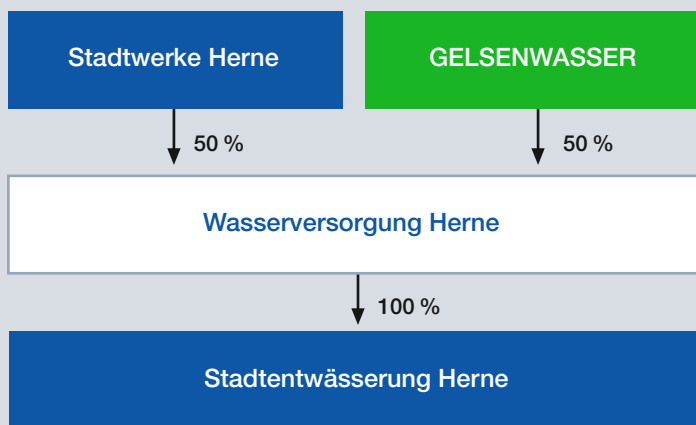 Stadtwerke Herne
GELSENWASSER
50 %
50 %
Wasserversorgung Herne
100 %
Stadtentwässerung Herne